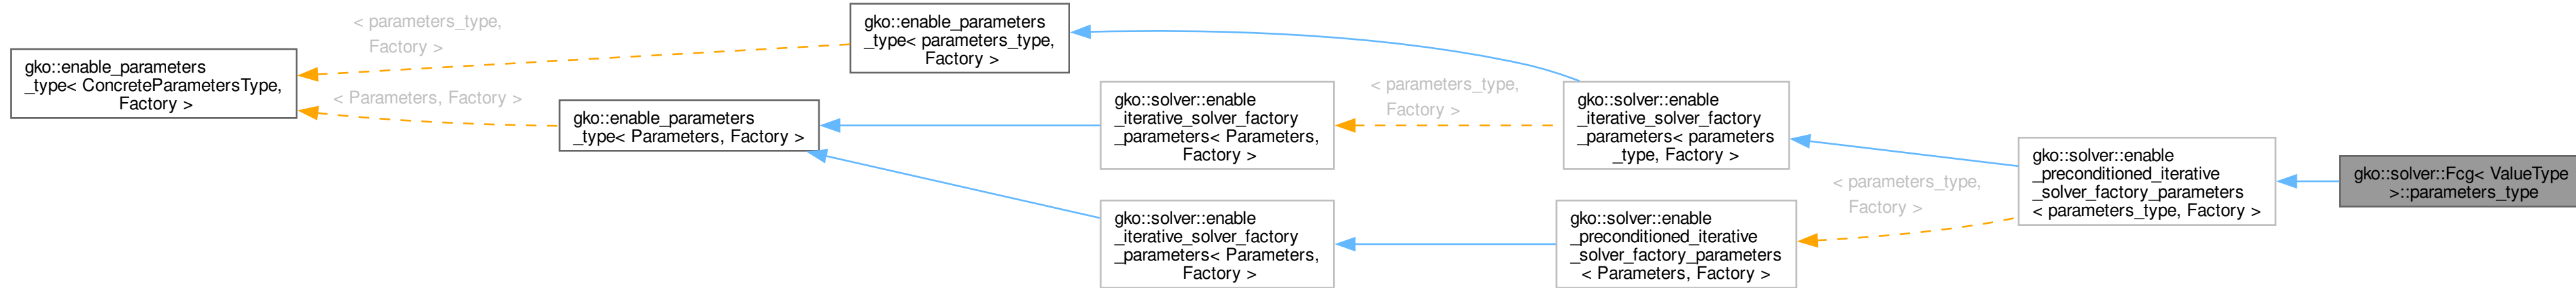 gko::enable_parameters
_type< ConcreteParametersType,
Factory >
< parameters_type,
Factory >
< Parameters, Factory >
gko::enable_parameters
_type< parameters_type,
Factory >
gko::enable_parameters
_type< Parameters, Factory >
gko::solver::enable
_iterative_solver_factory
_parameters< Parameters,
Factory >
gko::solver::enable
_iterative_solver_factory
_parameters< Parameters,
Factory >
< parameters_type,
Factory >
gko::solver::enable
_iterative_solver_factory
_parameters< parameters
_type, Factory >
gko::solver::enable
_preconditioned_iterative
_solver_factory_parameters
< Parameters, Factory >
< parameters_type,
Factory >
gko::solver::enable
_preconditioned_iterative
_solver_factory_parameters
< parameters_type, Factory >
gko::solver::Fcg< ValueType
>::parameters_type